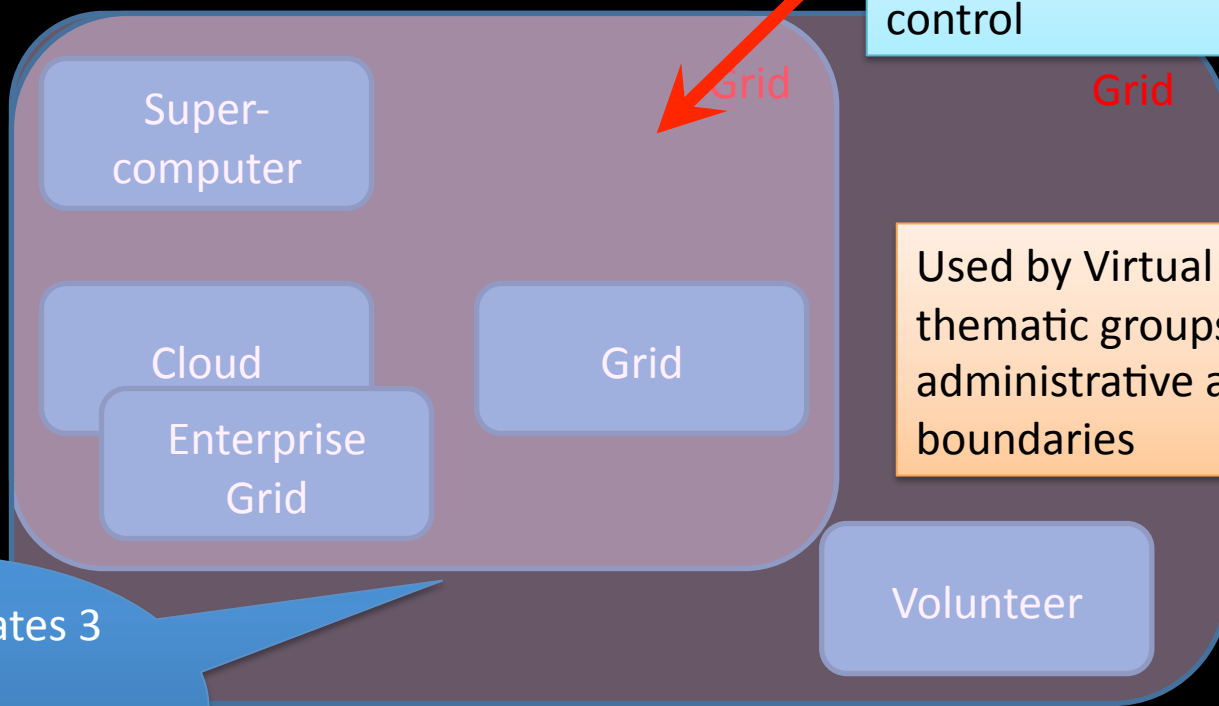 control
Grid
Grid
Super-
computer
Used by Virtual
thematic groups
administrative a
boundaries
Cloud
Grid
Enterprise
Grid
ates 3
Volunteer